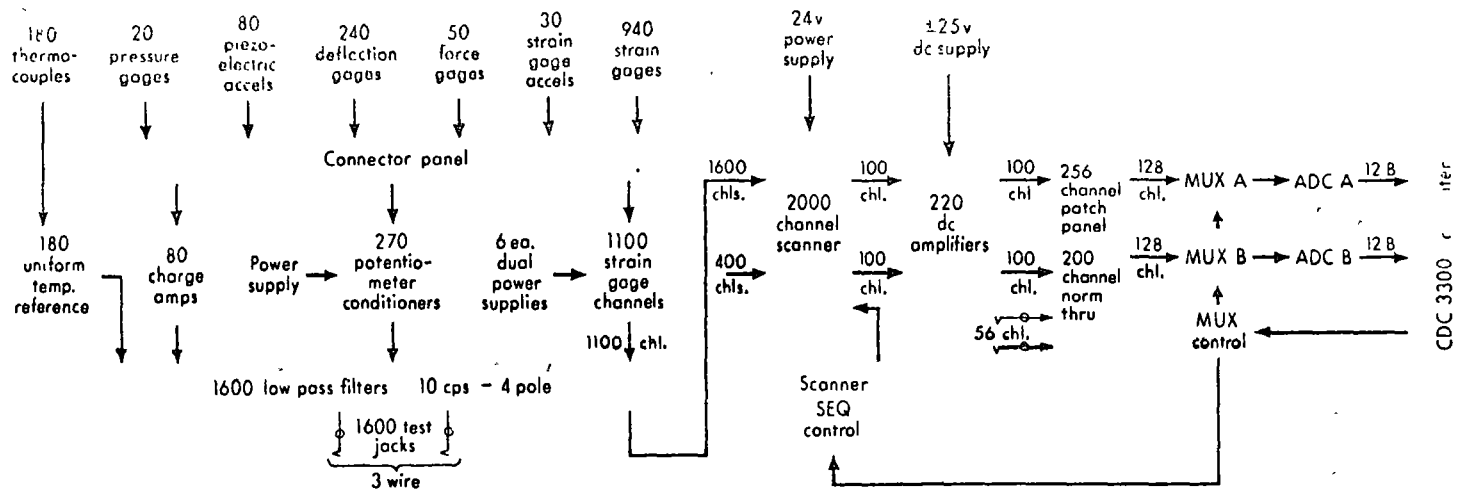 180
thermo-
couples
20
pressure
gages
80
piezo-
electric
accels
240
deflection
gages
50
force
gages
30
strain
gage
accels
940
strain
gages
24v
power
supply
±25v
dc supply
Connector panel
180
uniform
temp.
reference
80
charge
amps
Power
supply
270
potentio-
meter
conditioners
6 ea.
dual
power
supplies
1100
strain
gage
channels
1100 chl.
1600 low pass filters 10 cps - 4 pole
1600 test
jacks
3 wire
1600
chls.
400
chls.
2000
channel
scanner
100
chl.
100
chl.
220
dc
amplifiers
100
chl
100
chl.
56 chl.
256
channel
patch
panel
200
channel
norm
thru
128
chl.
128
chl.
MUX A
ADC A
12 B
MUX B
ADC B
12 B
MUX
control
Scanner
SEQ
control
CDC 3300